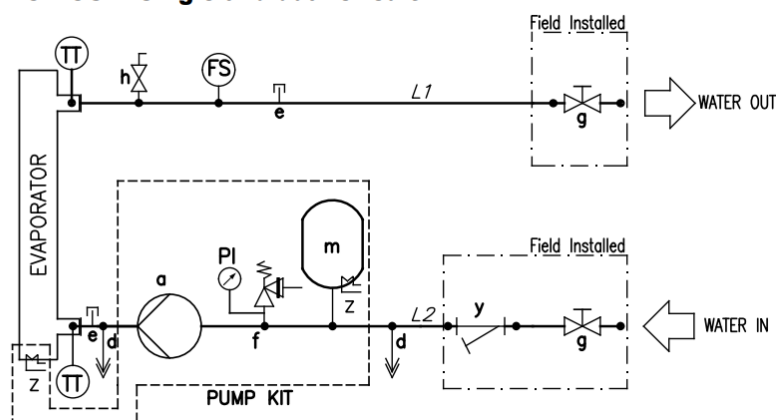 Field Installed
TT
h
FS
e
L1
g
WATER OUT
EVAPORATOR
Field Installed
m
PI
a
z
y
L2
g
WATER IN
e
d
f
d
z
TT
PUMP KIT